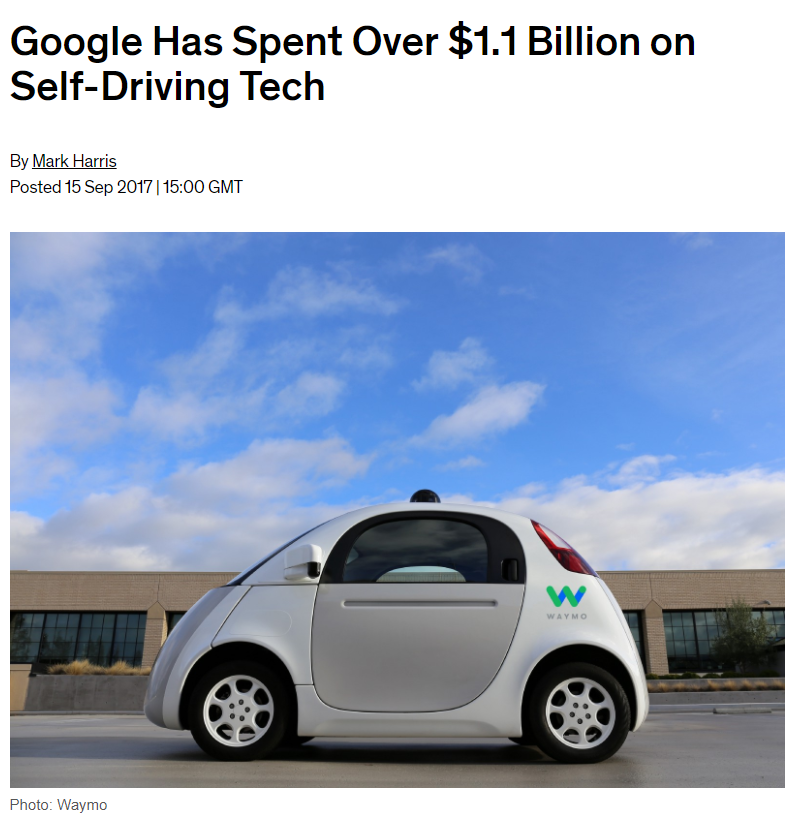 Google Has Spent Over $1.1 Billion on
Self-Driving Tech
By Mark Harris
Posted 15 Sep 2017 | 15:00 GMT
WAYMO
Photo: Waymo